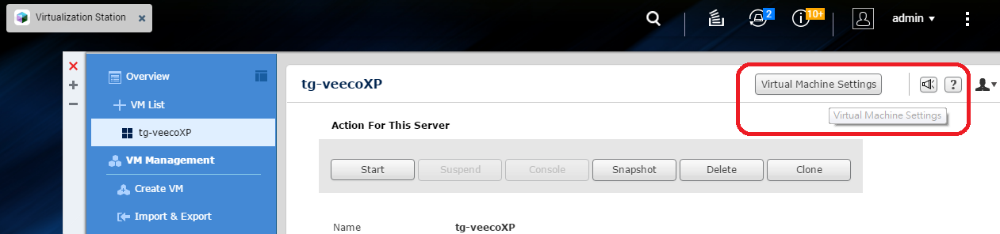 Virtualization Station
2
10+
admin
Overview
VM List
tg-veecoXP
VM Management
Create VM
Import & Export
tg-veecoXP
Virtual Machine Settings
?
Virtual Machine Settings
Action For This Server
Start Suspend Console Snapshot Delete Clone
Name tg-veecoXP